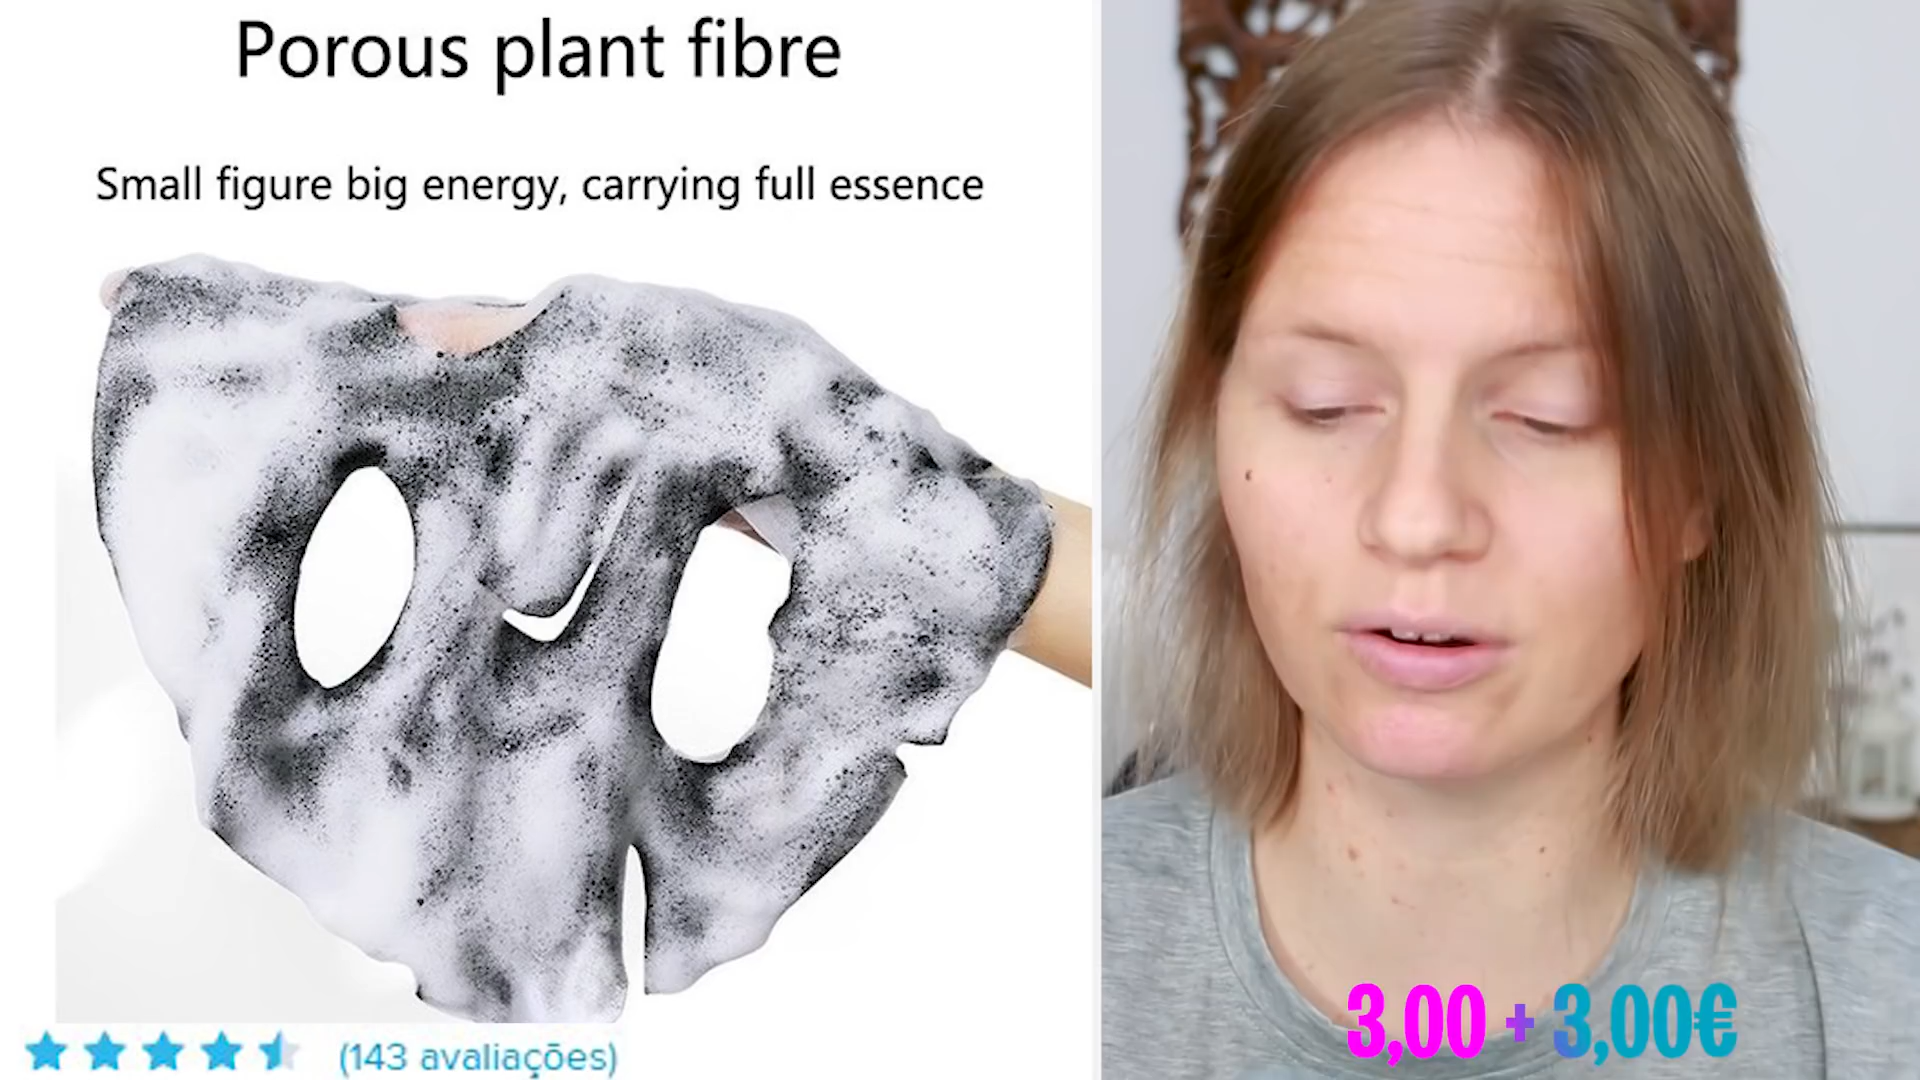 Porous plant fibre
Small figure big energy, carrying full essence
(143 avaliações)
3,00 + 3,00€